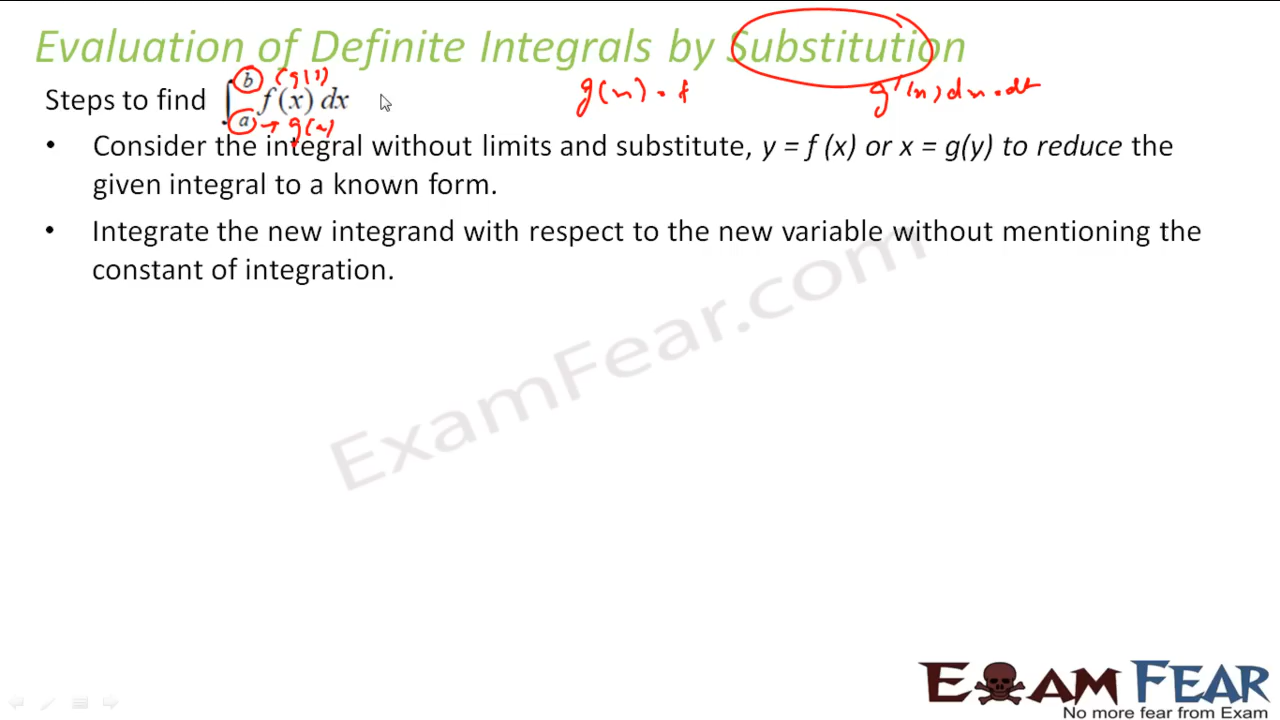 Evaluation of Definite Integrals by Substitution
b (g(1)
Steps to find ∫ f(x) dx
g(x) = t
g'(x) dx = dt
a → g(x)
• Consider the integral without limits and substitute, y = f (x) or x = g(y) to reduce the
given integral to a known form.
• Integrate the new integrand with respect to the new variable without mentioning the
constant of integration.
ExamFear.com
EXAM FEAR
No more fear from Exam